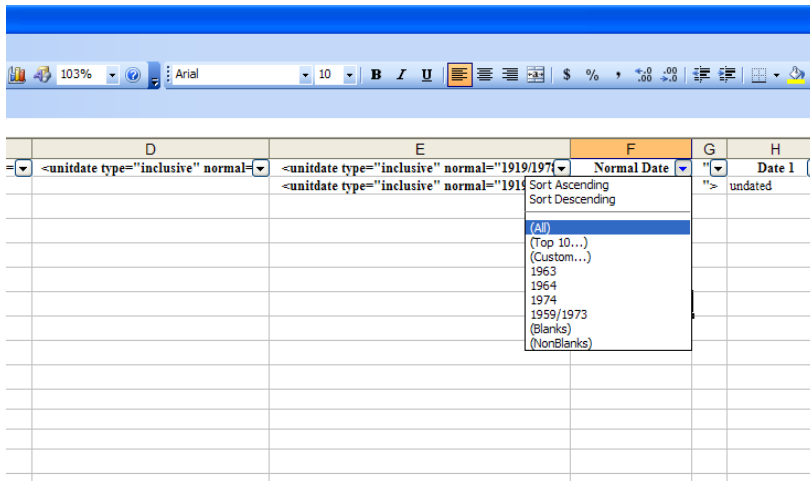 103% Arial 10 B I U $ % ,
D E F G H
=" <unitdate type="inclusive" normal= <unitdate type="inclusive" normal="1919/1978 Normal Date " Date 1
<unitdate type="inclusive" normal="1919 "> undated
Sort Ascending
Sort Descending
(All)
(Top 10...)
(Custom...)
1963
1964
1974
1959/1973
(Blanks)
(NonBlanks)